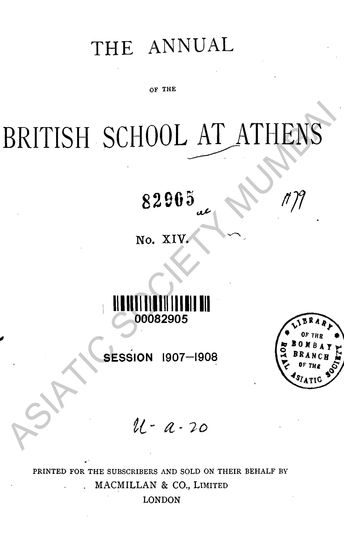 THE ANNUAL
OF THE
BRITISH SCHOOL AT ATHENS
82905
No. XIV.
00082905
SESSION 1907–1908
LIBRARY
OF THE
BOMBAY
BRANCH
OF THE
ROYAL ASIATIC SOCIETY
U-a-20
PRINTED FOR THE SUBSCRIBERS AND SOLD ON THEIR BEHALF BY
MACMILLAN & CO., LIMITED
LONDON
ASIATIC SOCIETY MUMBAI